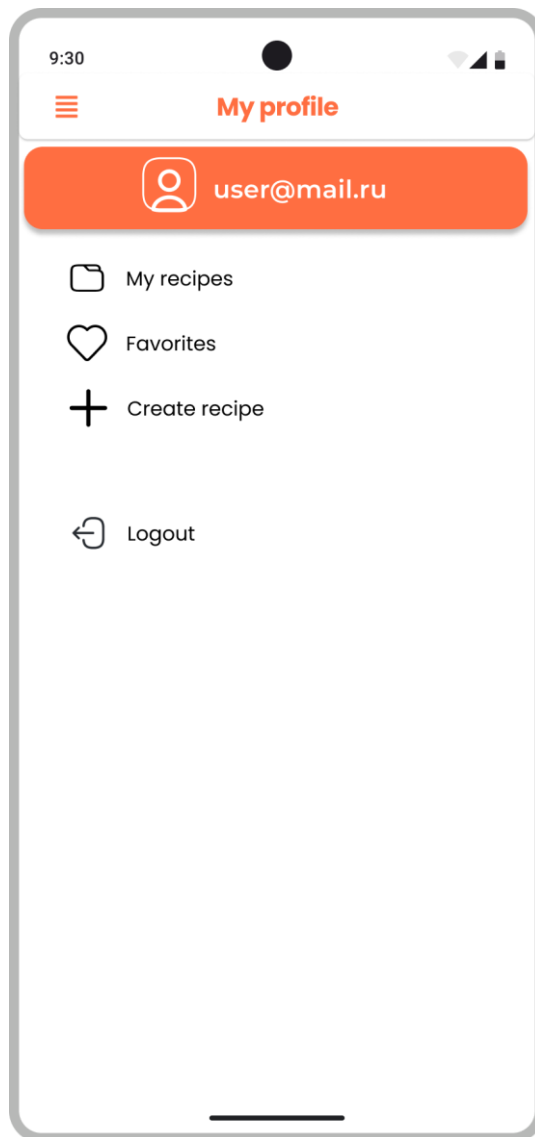 9:30
My profile
user@mail.ru
My recipes
Favorites
Create recipe
Logout